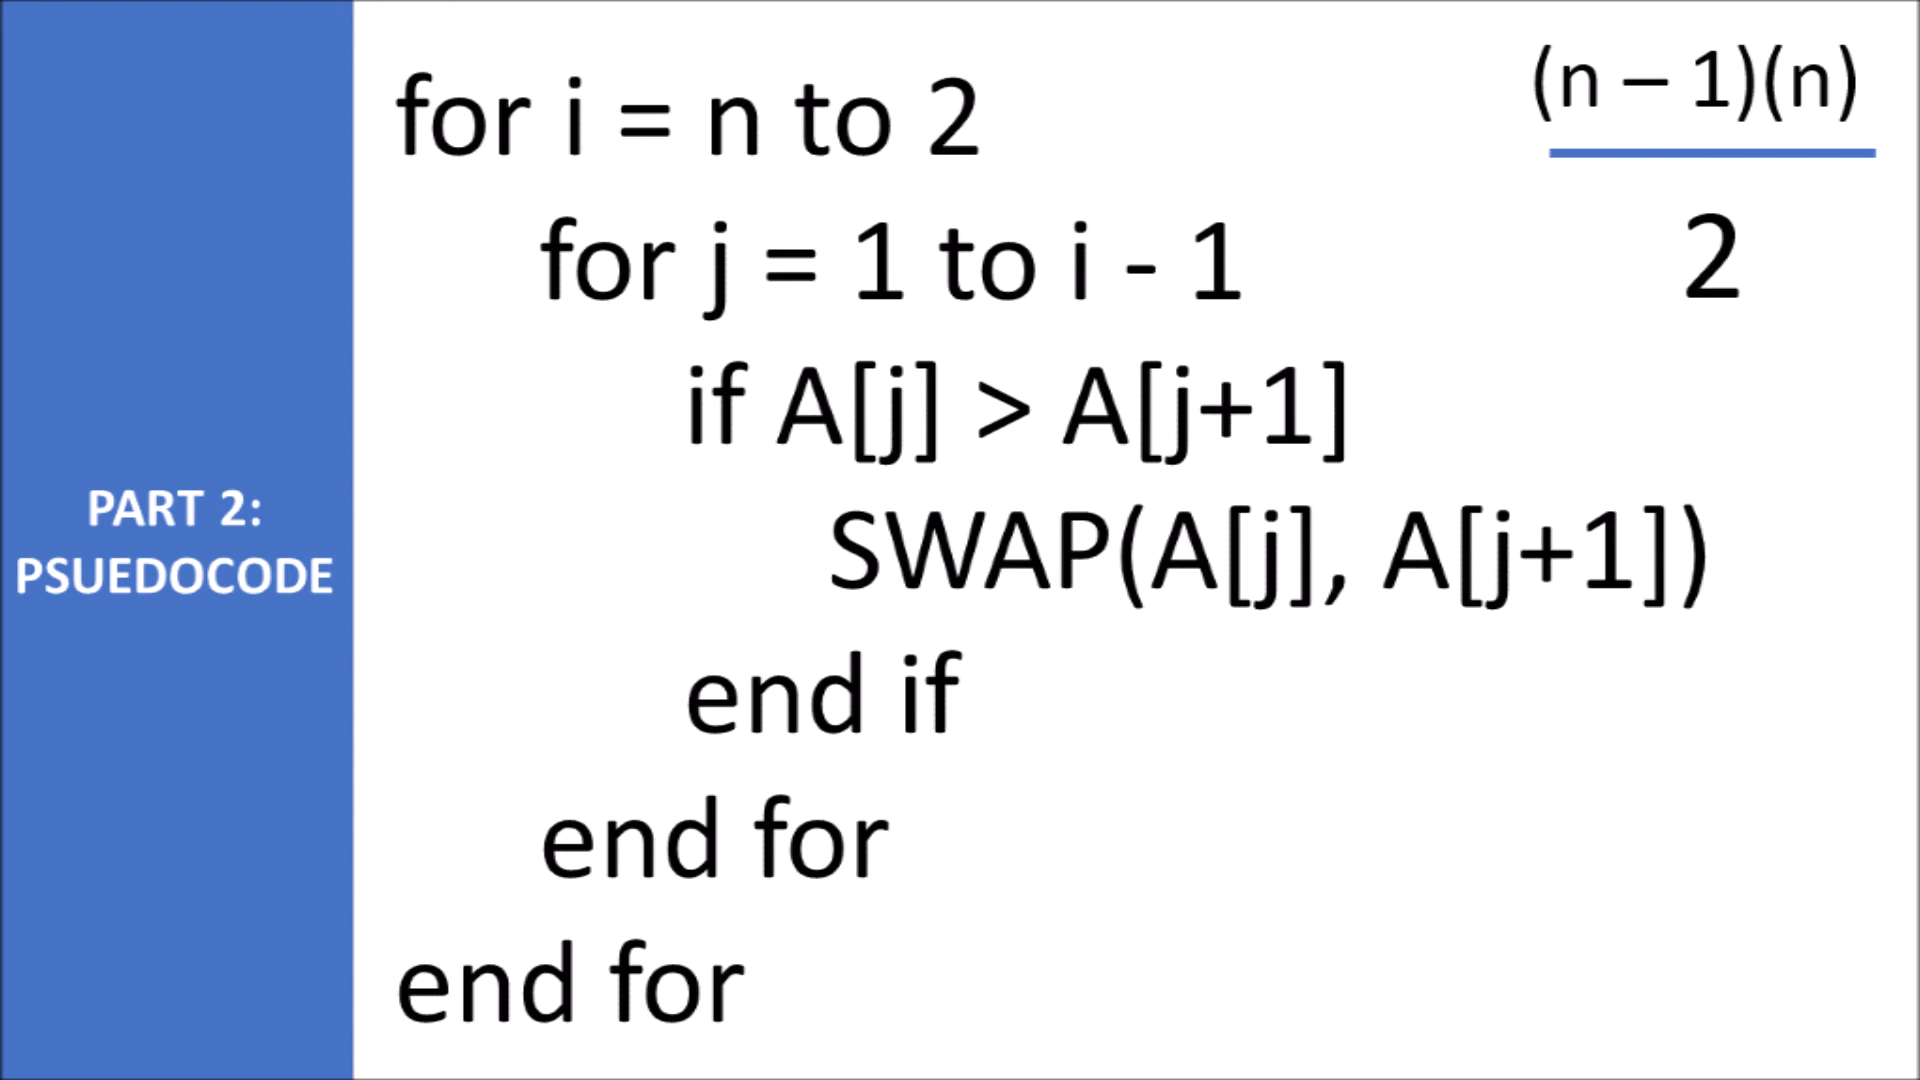 PART 2:
PSUEDOCODE
for i = n to 2
for j = 1 to i - 1
if A[j] > A[j+1]
SWAP(A[j], A[j+1])
end if
end for
end for
(n – 1)(n)
2